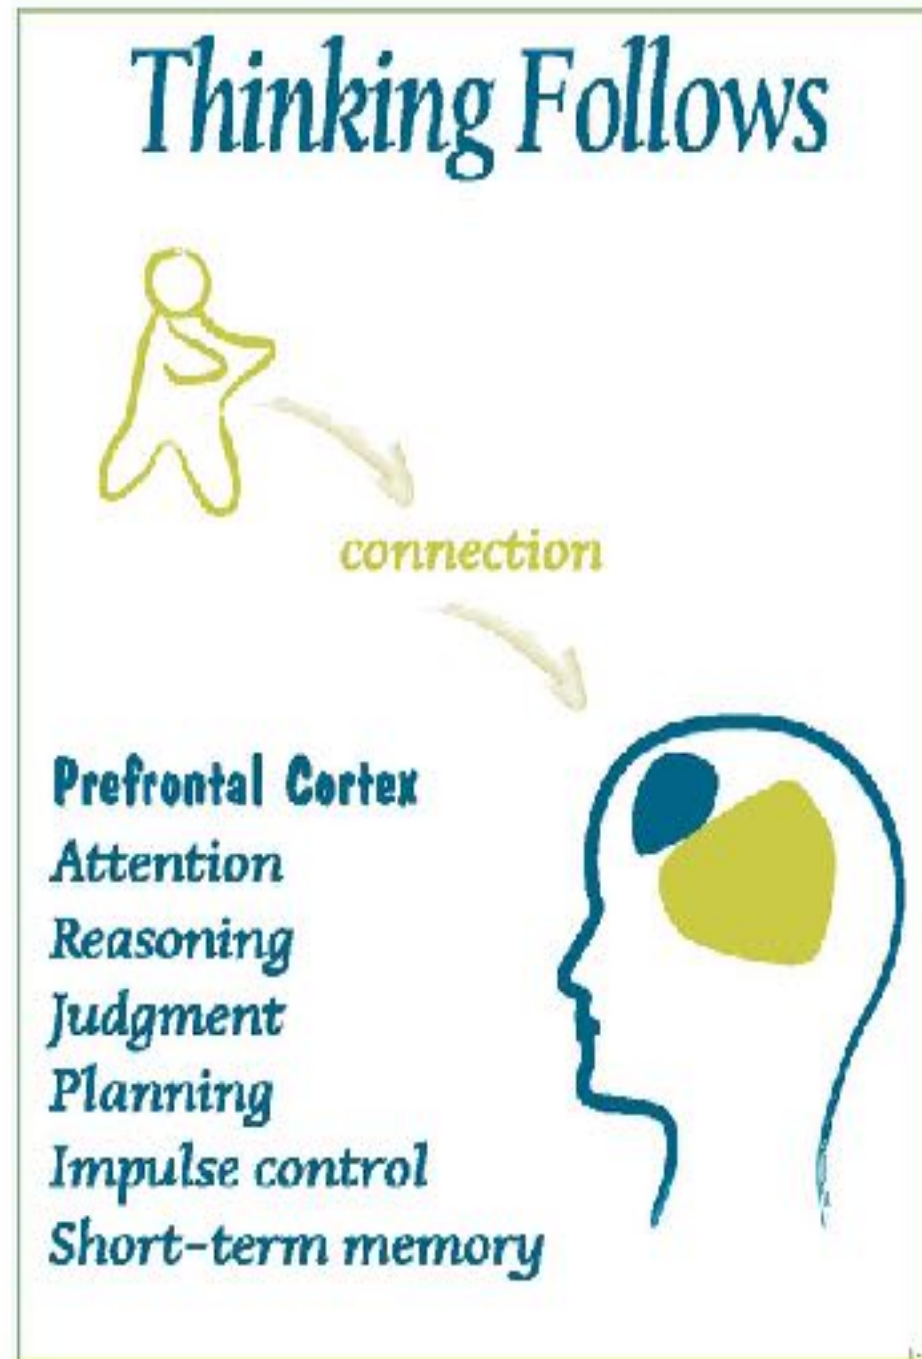 Thinking Follows
connection
Prefrontal Cortex
Attention
Reasoning
Judgment
Planning
Impulse control
Short-term memory